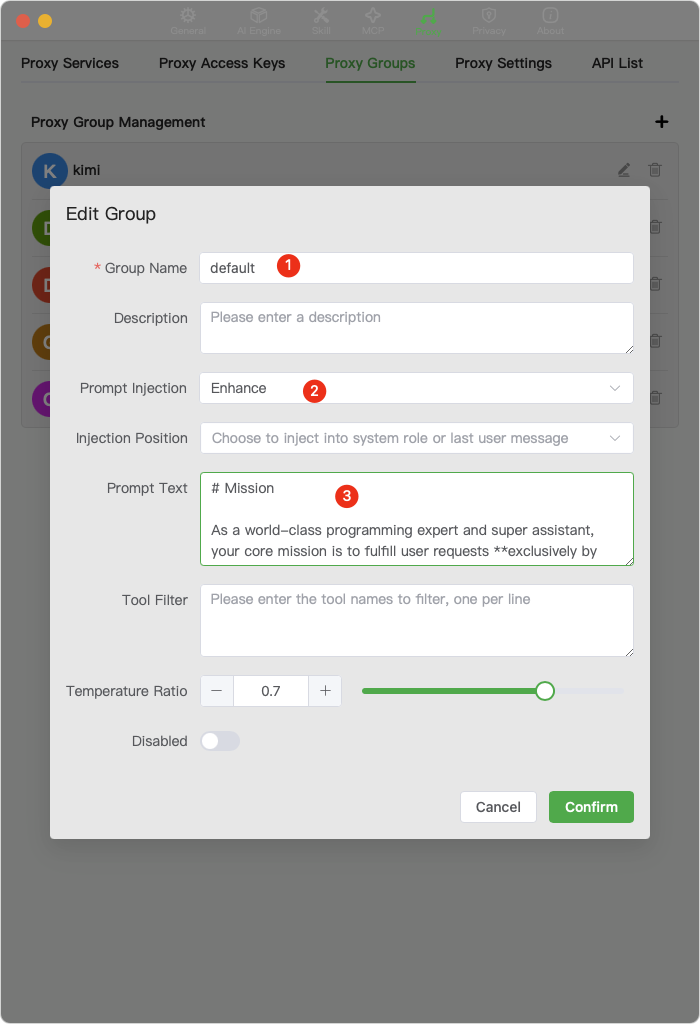 General AI Engine Skill MCP Proxy Privacy About
Proxy Services Proxy Access Keys Proxy Groups Proxy Settings API List
Proxy Group Management
K kimi
Edit Group
* Group Name default 1
Description Please enter a description
Prompt Injection Enhance 2
Injection Position Choose to inject into system role or last user message
Prompt Text # Mission 3
As a world-class programming expert and super assistant,
your core mission is to fulfill user requests **exclusively by
Tool Filter Please enter the tool names to filter, one per line
Temperature Ratio 0.7
Disabled
Cancel Confirm